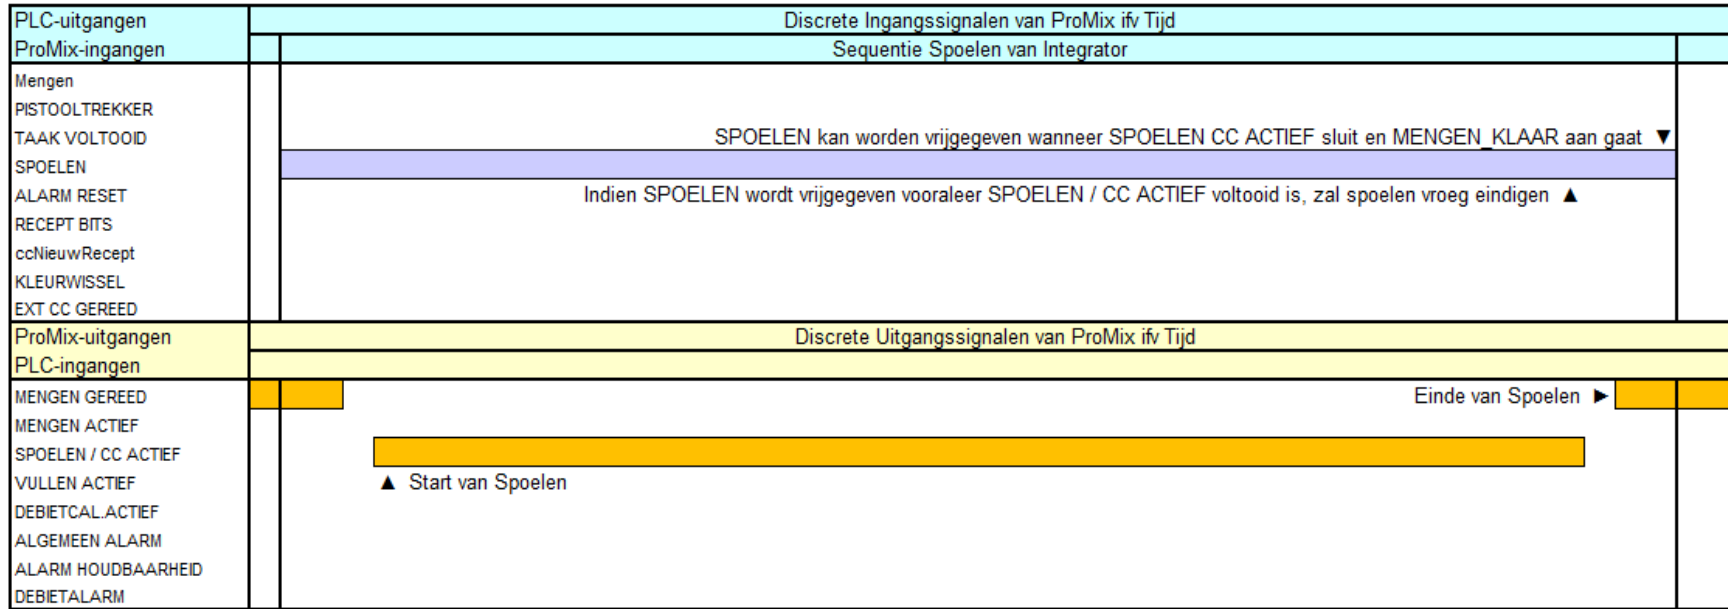 PLC-uitgangen
Discrete Ingangssignalen van ProMix ifv Tijd
ProMix-ingangen
Sequentie Spoelen van Integrator
Mengen
PISTOOLTREKKER
TAAK VOLTOOID
SPOELEN kan worden vrijgegeven wanneer SPOELEN CC ACTIEF sluit en MENGEN_KLAAR aan gaat ▼
SPOELEN
ALARM RESET
Indien SPOELEN wordt vrijgegeven vooraleer SPOELEN / CC ACTIEF voltooid is, zal spoelen vroeg eindigen ▲
RECEPT BITS
ccNieuwRecept
KLEURWISSEL
EXT CC GEREED
ProMix-uitgangen
Discrete Uitgangssignalen van ProMix ifv Tijd
PLC-ingangen
MENGEN GEREED
Einde van Spoelen ►
MENGEN ACTIEF
SPOELEN / CC ACTIEF
VULLEN ACTIEF
▲ Start van Spoelen
DEBIETCAL.ACTIEF
ALGEMEEN ALARM
ALARM HOUDBAARHEID
DEBIETALARM